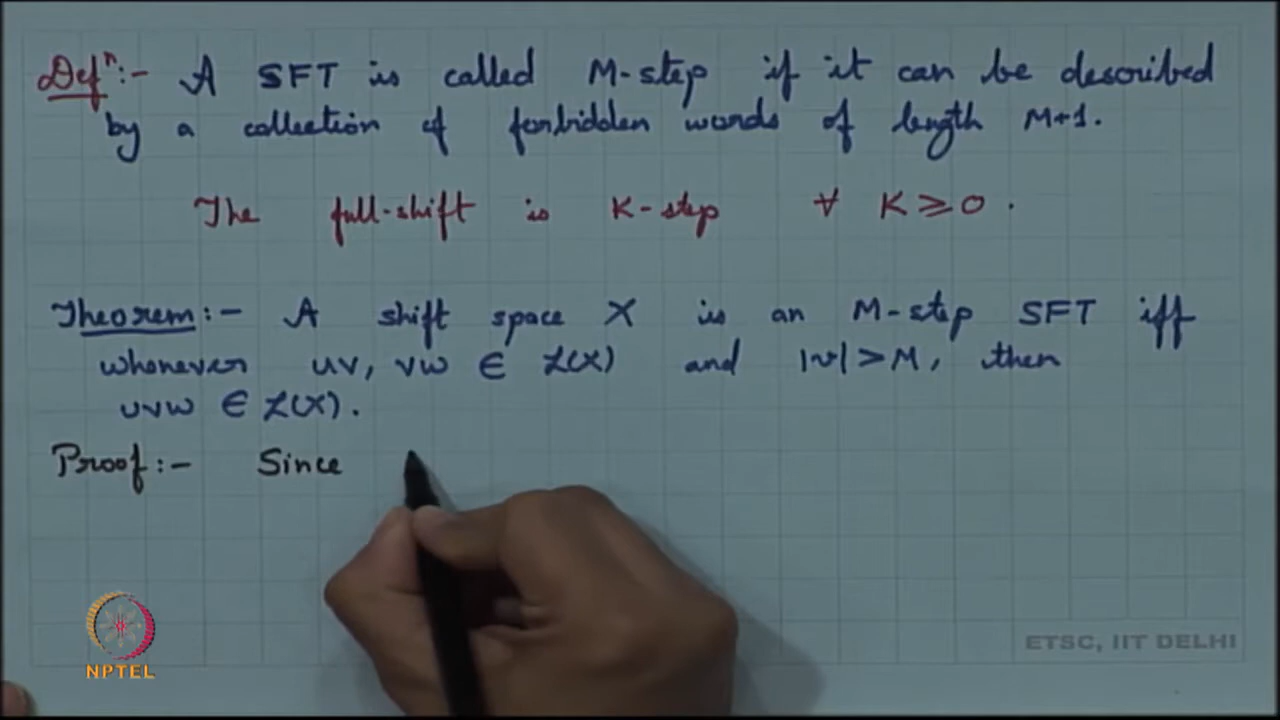 Defⁿ:- A SFT is called M-step if it can be described
by a collection of forbidden words of length M+1.
The full-shift is K-step ∀ K ≥ 0.
Theorem:- A shift space X is an M-step SFT iff
whenever uv, vw ∈ L(X) and |v| > M, then
uvw ∈ L(X).
Proof:- Since
ETSC, IIT DELHI
NPTEL